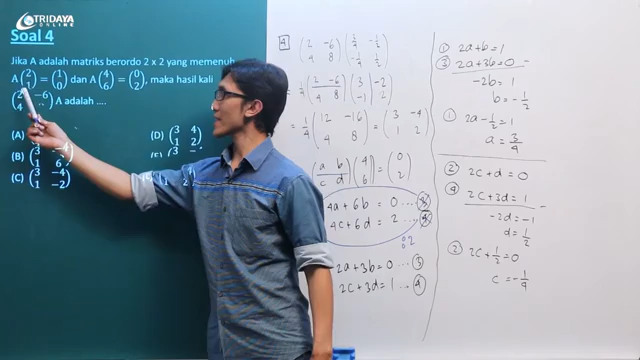 TRIDAYA
ONLINE
Soal 4
Jika A adalah matriks berordo 2 x 2 yang memenuh
A (2 1) = (1 0) dan A (4 6) = (0 2), maka hasil kali
(2 -6
4 A adalah ....
(A)
(B) (3 -4
1 6)
(C) (3 -4
1 -2)
(D) (3 4
1 2)
(E) (3
4
(2 -6
4 8) (3/4 -1/2
-1/4 1/2)
= 1/4 (2 -6
4 8) (3 -2
-1 2)
= 1/4 (12 -16
4 8) = (3 -4
1 2)
(a b
c d) (4 6) = (0 2)
4a + 6b = 0
4c + 6d = 2
2a + 3b = 0 .... 3
2c + 3d = 1 .... 4
1 2a + b = 1
3 2a + 3b = 0 -
-2b = 1
b = -1/2
1 2a - 1/2 = 1
a = 3/4
2 2c + d = 0
4 2c + 3d = 1 -
-2d = -1
d = 1/2
2 2c + 1/2 = 0
c = -1/4